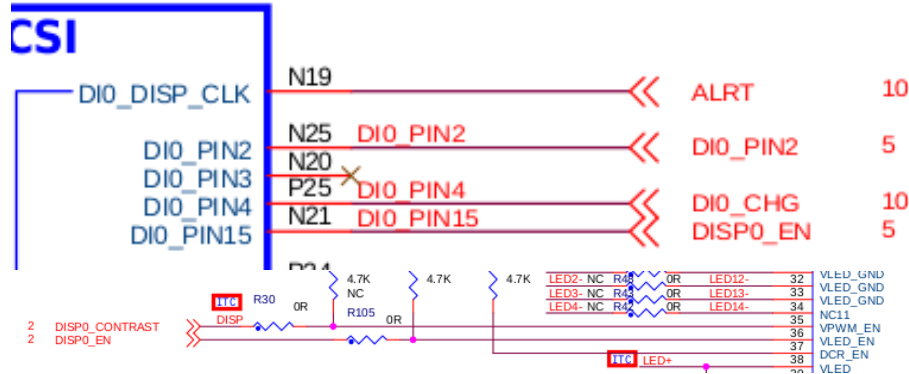 CSI
N19
DI0_DISP_CLK
ALRT 10
N25 DI0_PIN2
DI0_PIN2
DI0_PIN2 5
N20
DI0_PIN3
P25 DI0_PIN4
DI0_PIN4
DI0_CHG 10
N21 DI0_PIN15
DI0_PIN15
DISP0_EN 5
4.7K 4.7K 4.7K
NC
LED2- NC 0R LED12- 32 VLED_GND
LED3- NC 0R LED13- 33 VLED_GND
LED4- NC 0R LED14- 34 VLED_GND
ITC R30 0R
NC11
35
2 DISP0_CONTRAST DISP R105 0R
VPWM_EN
36
2 DISP0_EN
VLED_EN
37
DCR_EN
ITC LED+ 38
VLED